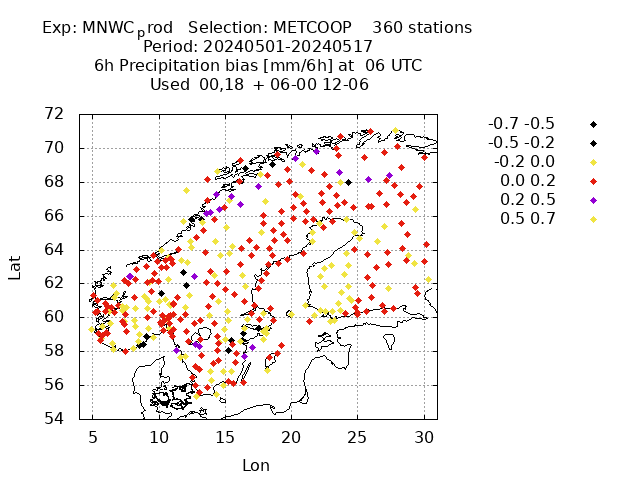 Exp: MNWC_prod Selection: METCOOP 360 stations
Period: 20240501-20240517
6h Precipitation bias [mm/6h] at 06 UTC
Used 00,18 + 06-00 12-06
72
70
68
66
64
62
60
58
56
54
Lat
5 10 15 20 25 30
Lon
-0.7 -0.5
-0.5 -0.2
-0.2 0.0
0.0 0.2
0.2 0.5
0.5 0.7